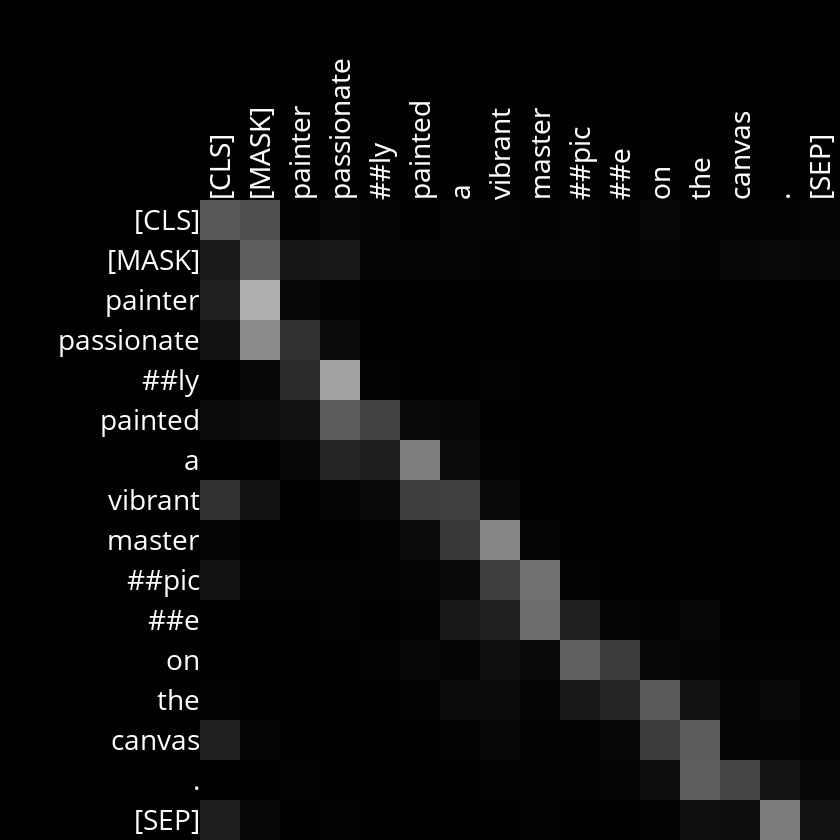 [CLS] [MASK] painter passionate ##ly painted a vibrant master ##pic ##e on the canvas . [SEP]
[CLS]
[MASK]
painter
passionate
##ly
painted
a
vibrant
master
##pic
##e
on
the
canvas
.
[SEP]